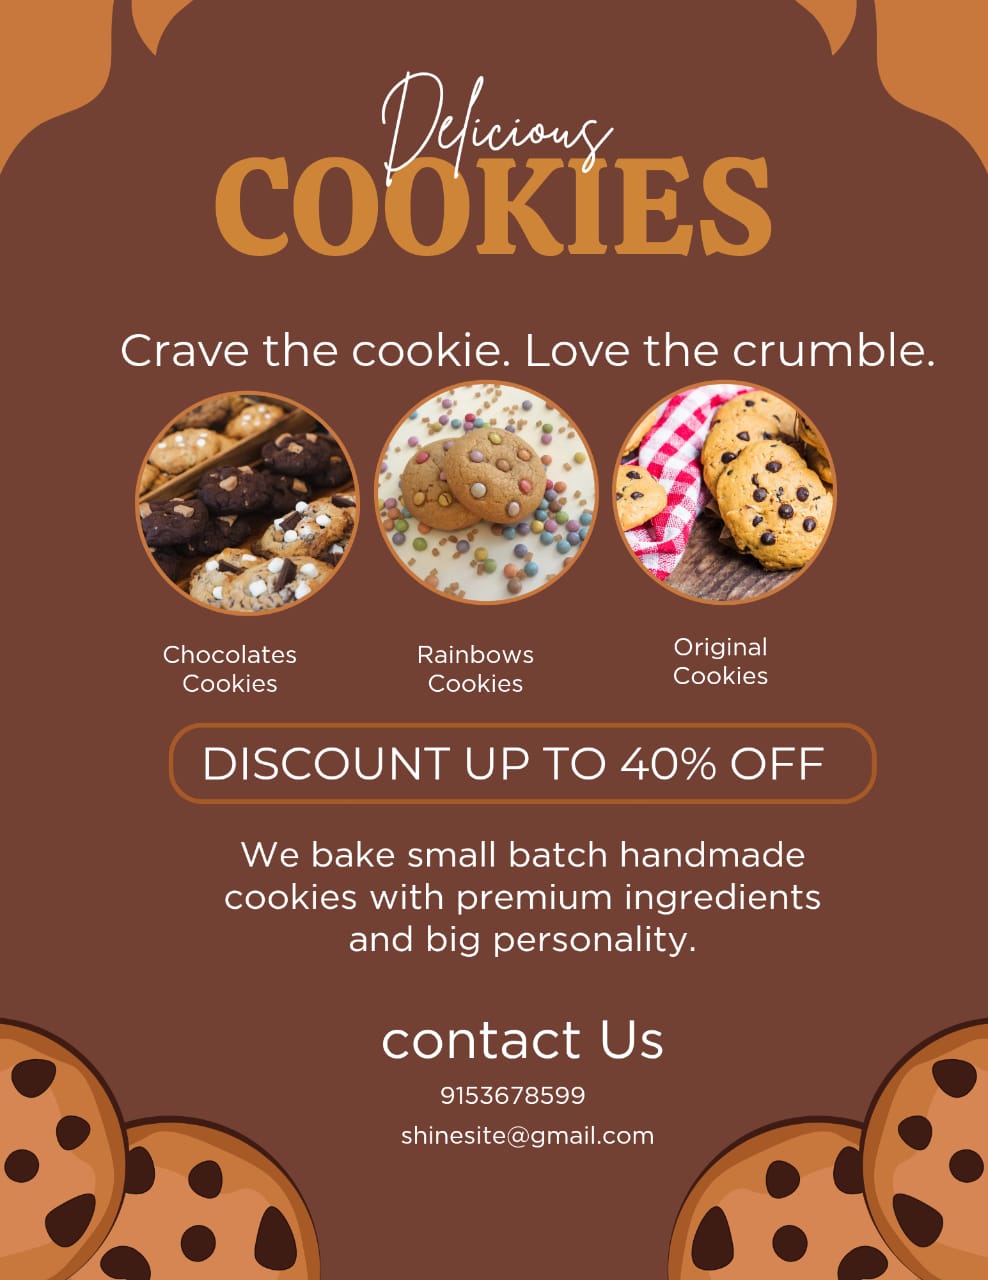 Delicious
COOKIES
Crave the cookie. Love the crumble.
Chocolates
Cookies
Rainbows
Cookies
Original
Cookies
DISCOUNT UP TO 40% OFF
We bake small batch handmade
cookies with premium ingredients
and big personality.
contact Us
9153678599
shinesite@gmail.com